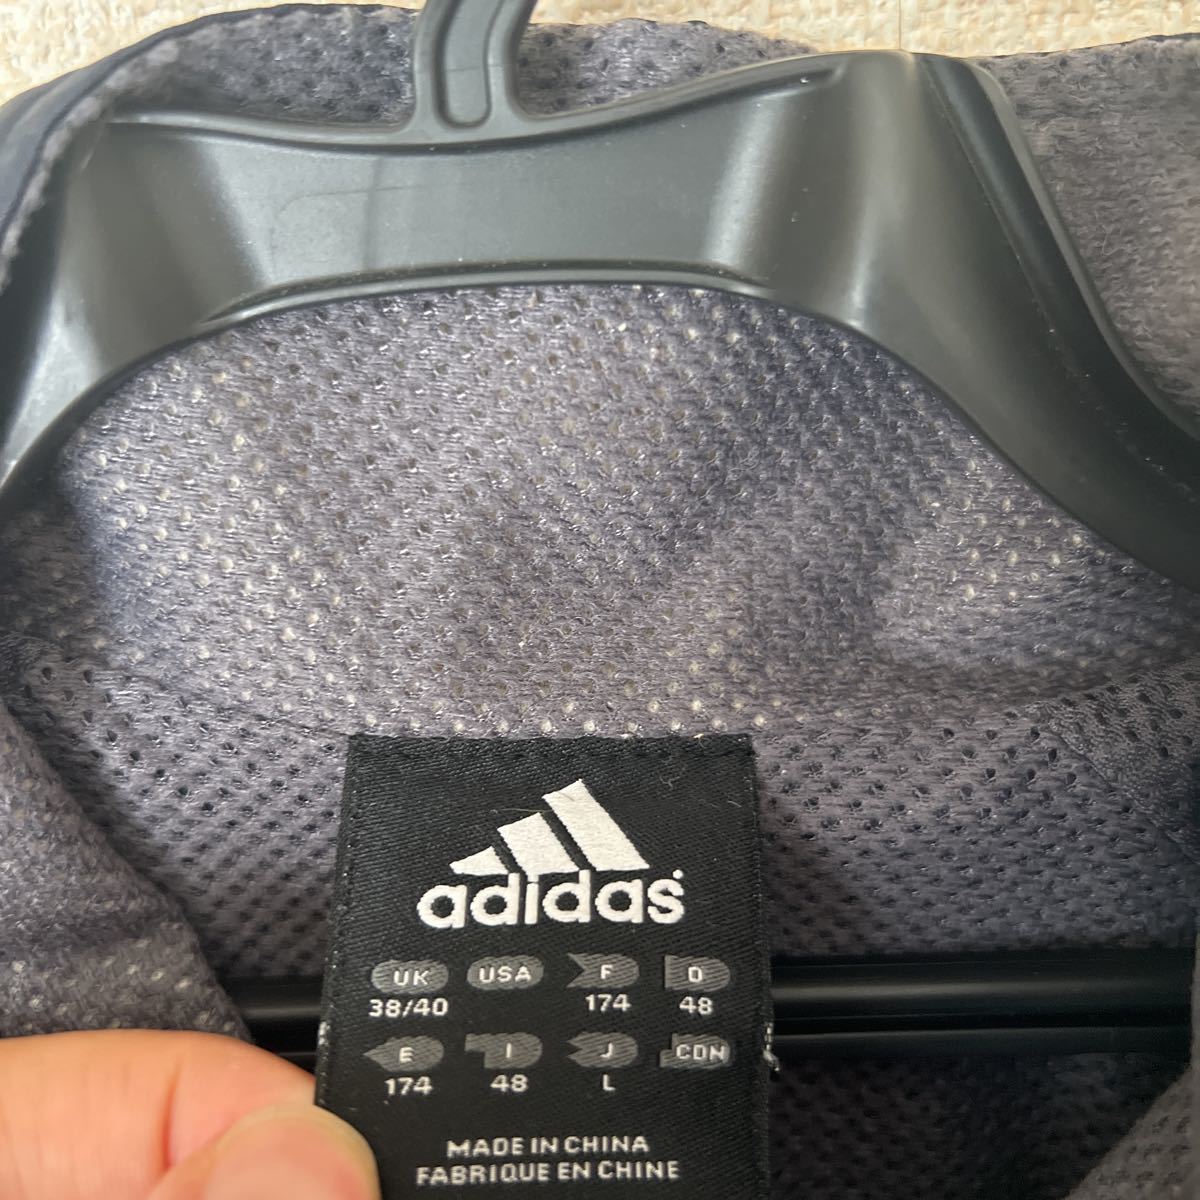 adidas
UK USA F D
38/40 174 48
E I J CDN
174 48 L
MADE IN CHINA
FABRIQUE EN CHINE